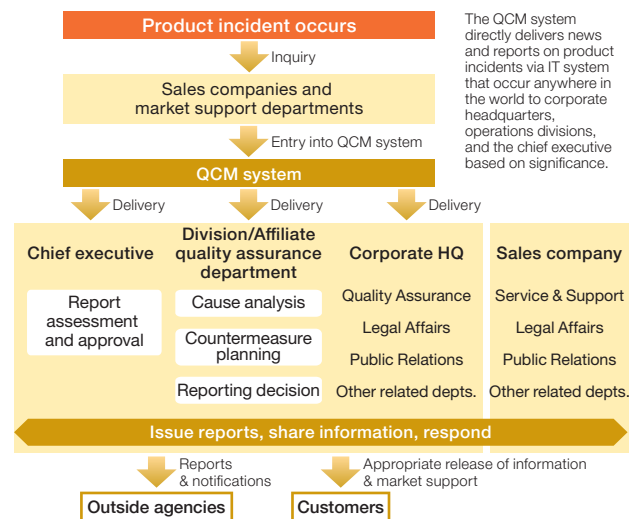 Product incident occurs
Inquiry
The QCM system
directly delivers news
and reports on product
incidents via IT system
that occur anywhere in
the world to corporate
headquarters,
operations divisions,
and the chief executive
based on significance.
Sales companies and
market support departments
Entry into QCM system
QCM system
Delivery
Delivery
Delivery
Chief executive
Report
assessment
and approval
Division/Affiliate
quality assurance
department
Cause analysis
Countermeasure
planning
Reporting decision
Corporate HQ
Quality Assurance
Legal Affairs
Public Relations
Other related depts.
Sales company
Service & Support
Legal Affairs
Public Relations
Other related depts.
Issue reports, share information, respond
Reports
& notifications
Appropriate release of information
& market support
Outside agencies
Customers